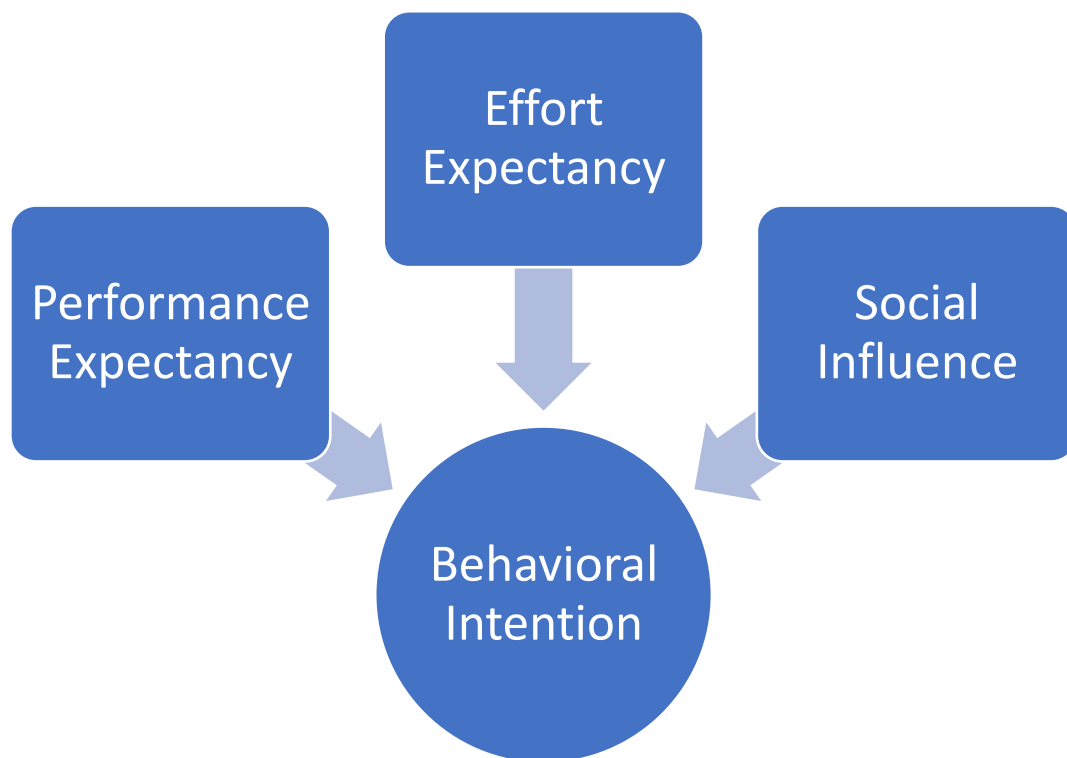 Effort
Expectancy
Performance
Expectancy
Social
Influence
Behavioral
Intention